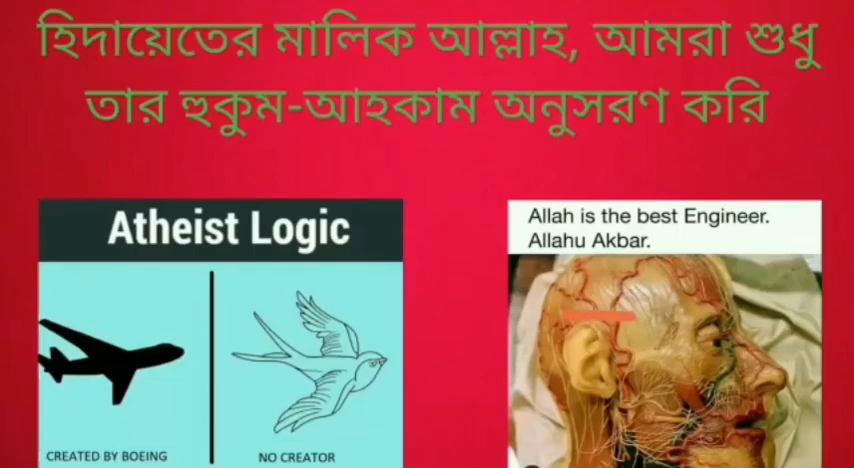 হিদায়েতের মালিক আল্লাহ, আমরা শুধু
তার হুকুম-আহকাম অনুসরণ করি
Atheist Logic
CREATED BY BOEING
NO CREATOR
Allah is the best Engineer.
Allahu Akbar.